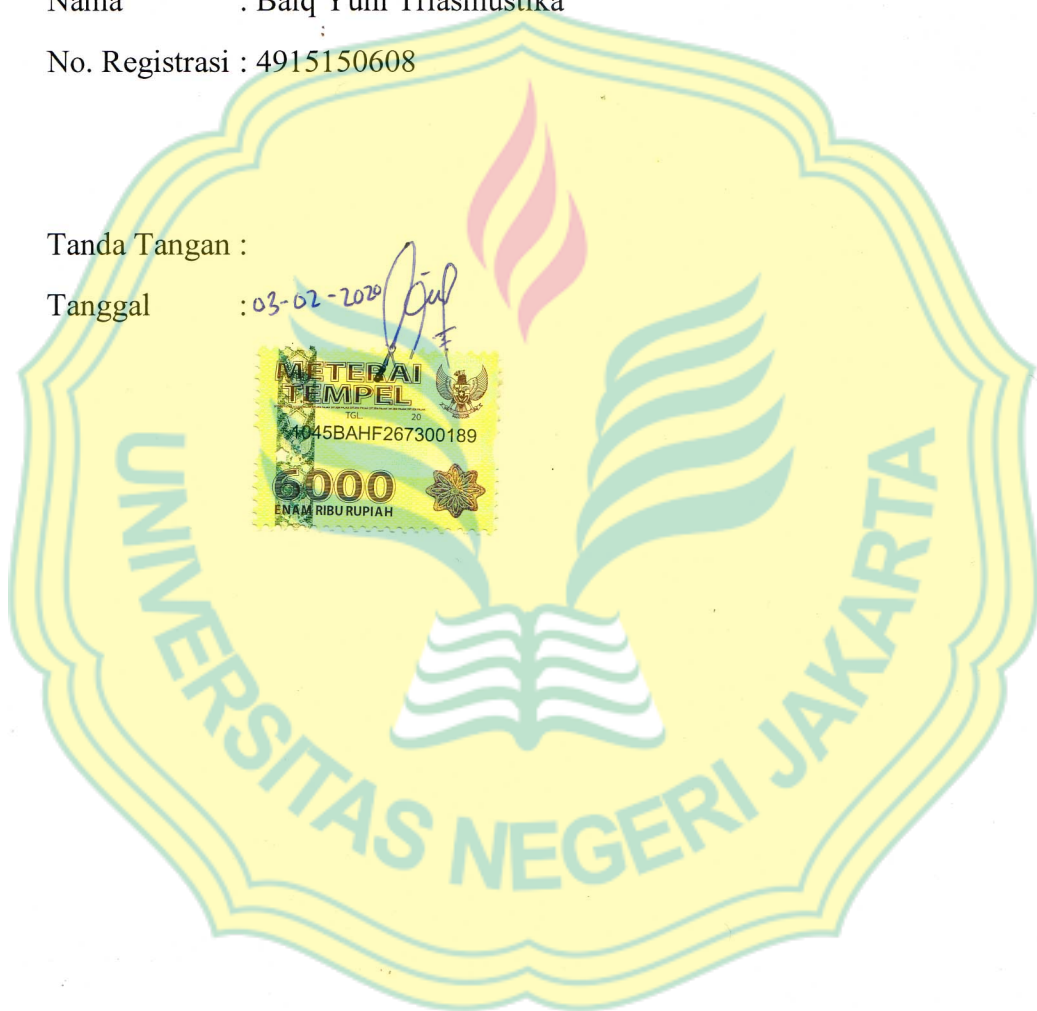 Nama : Baiq Yuni Triasmustika
No. Registrasi : 4915150608
Tanda Tangan :
Tanggal : 03-02-2020
METERAI
TEMPEL
TGL. 20
4045BAHF267300189
6000
ENAM RIBU RUPIAH
UNIVERSITAS NEGERI JAKARTA